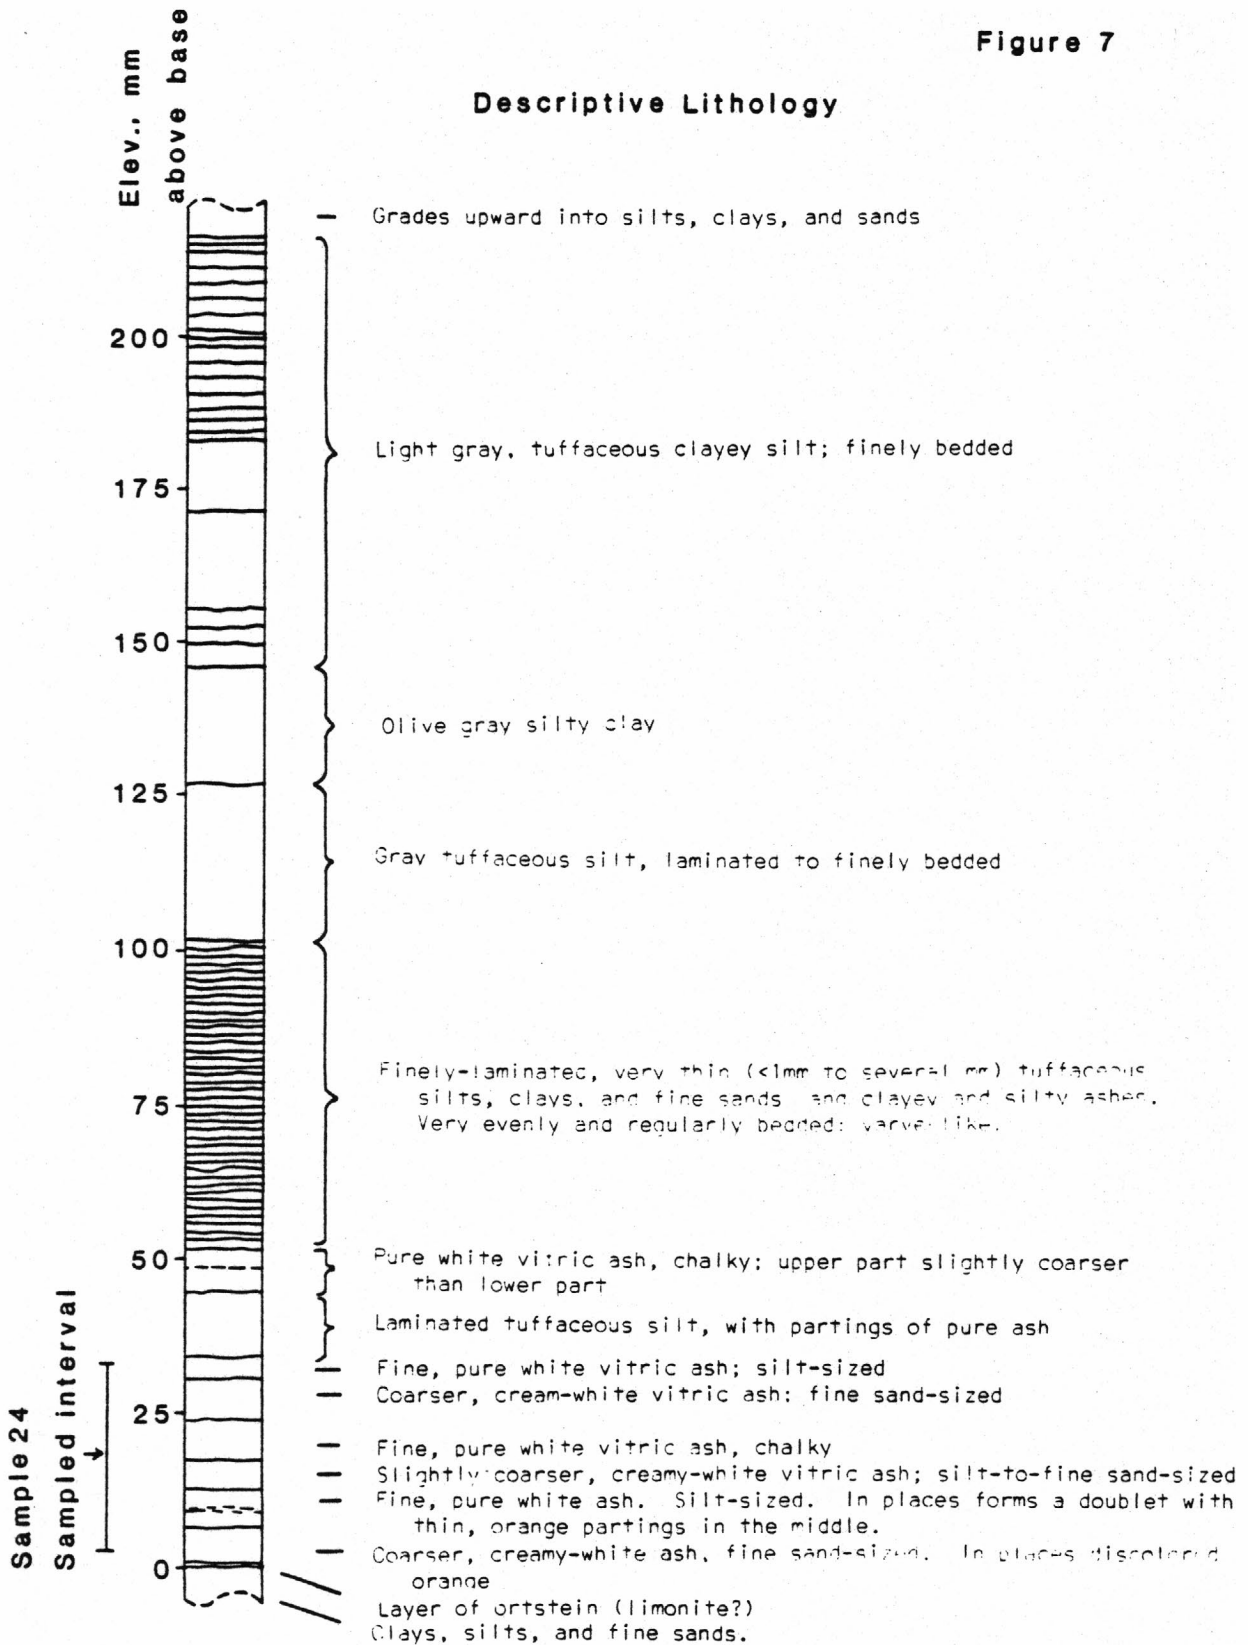 Figure 7
Elev., mm
above base
Descriptive Lithology
Grades upward into silts, clays, and sands
200
Light gray, tuffaceous clayey silt; finely bedded
175
150
Olive gray silty clay
125
Gray tuffaceous silt, laminated to finely bedded
100
Finely-laminated, very thin (<1mm to several mm) tuffaceous
silts, clays, and fine sands and clayey and silty ashes.
75
Very evenly and regularly bedded; varve-like.
50
Pure white vitric ash, chalky; upper part slightly coarser
than lower part
Laminated tuffaceous silt, with partings of pure ash
Fine, pure white vitric ash; silt-sized
Coarser, cream-white vitric ash; fine sand-sized
25
Fine, pure white vitric ash, chalky
Slightly coarser, creamy-white vitric ash; silt-to-fine sand-sized
Fine, pure white ash. Silt-sized. In places forms a doublet with
thin, orange partings in the middle.
Coarser, creamy-white ash, fine sand-sized. In places discolored
0
orange
Layer of ortstein (limonite?)
Clays, silts, and fine sands.
Sample 24
Sampled interval